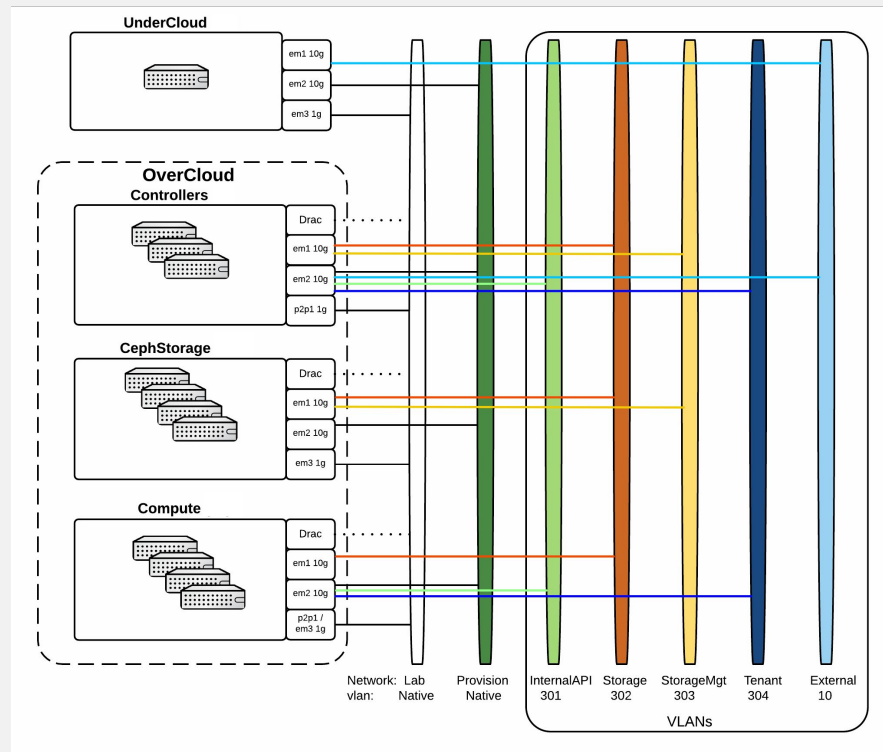 UnderCloud
em1 10g
em2 10g
em3 1g
OverCloud
Controllers
Drac
em1 10g
em2 10g
p2p1 1g
CephStorage
Drac
em1 10g
em2 10g
em3 1g
Compute
Drac
em1 10g
em2 10g
p2p1 /
em3 1g
Network: Lab Provision InternalAPI Storage StorageMgt Tenant External
vlan: Native Native 301 302 303 304 10
VLANs